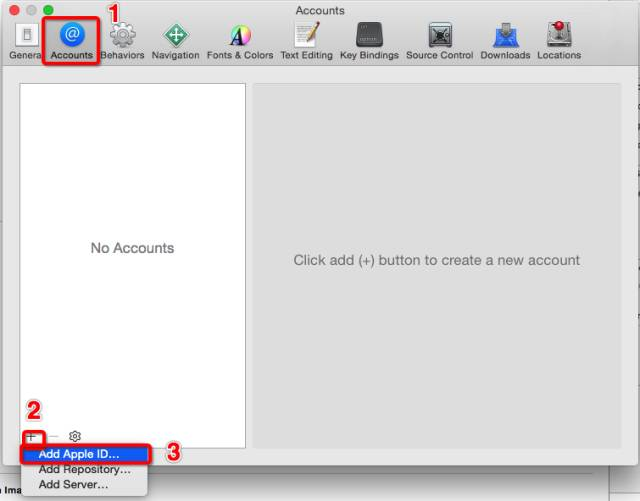 Accounts
1
General Accounts Behaviors Navigation Fonts & Colors Text Editing Key Bindings Source Control Downloads Locations
No Accounts
Click add (+) button to create a new account
2
+ −
Add Apple ID...
3
Add Repository...
Add Server...